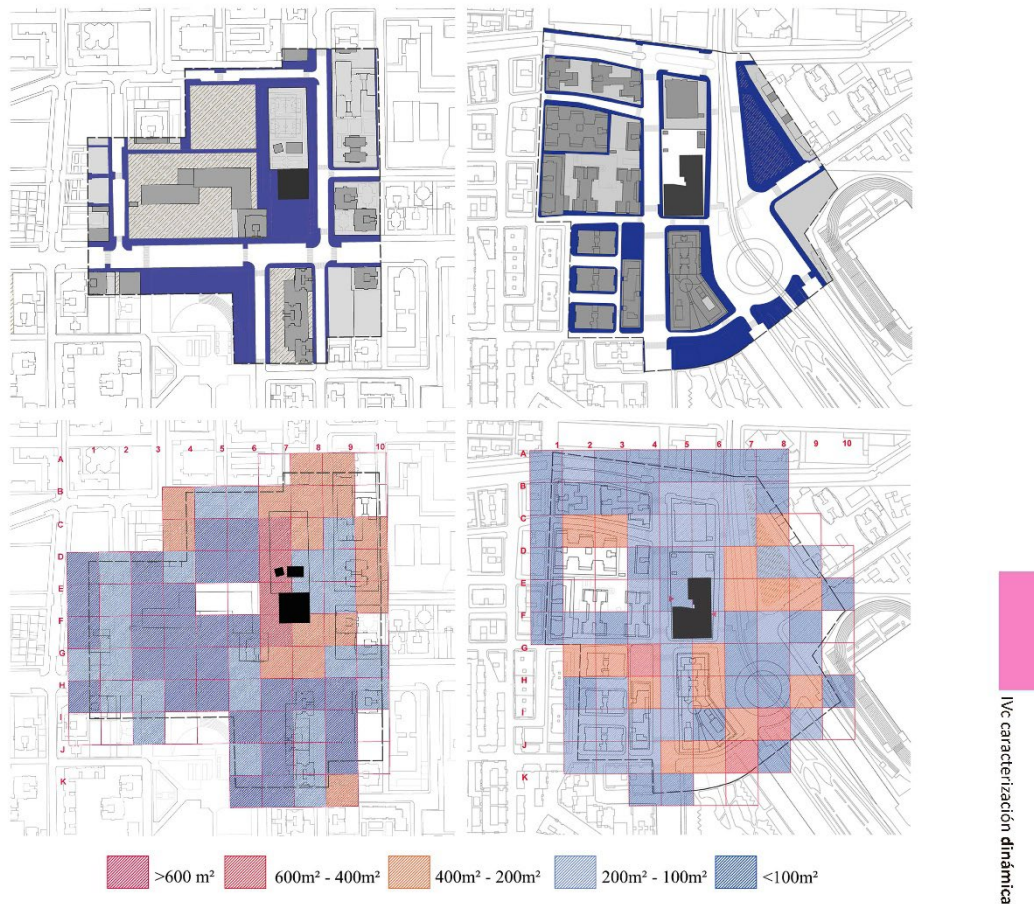 1 2 3 4 5 6 7 8 9 10
A
B
C
D
E
F
G
H
I
J
K
1 2 3 4 5 6 7 8 9 10
A
B
C
D
E
F
G
H
I
J
K
>600 m²
600m² - 400m²
400m² - 200m²
200m² - 100m²
<100m²
IVc caracterización dinámica